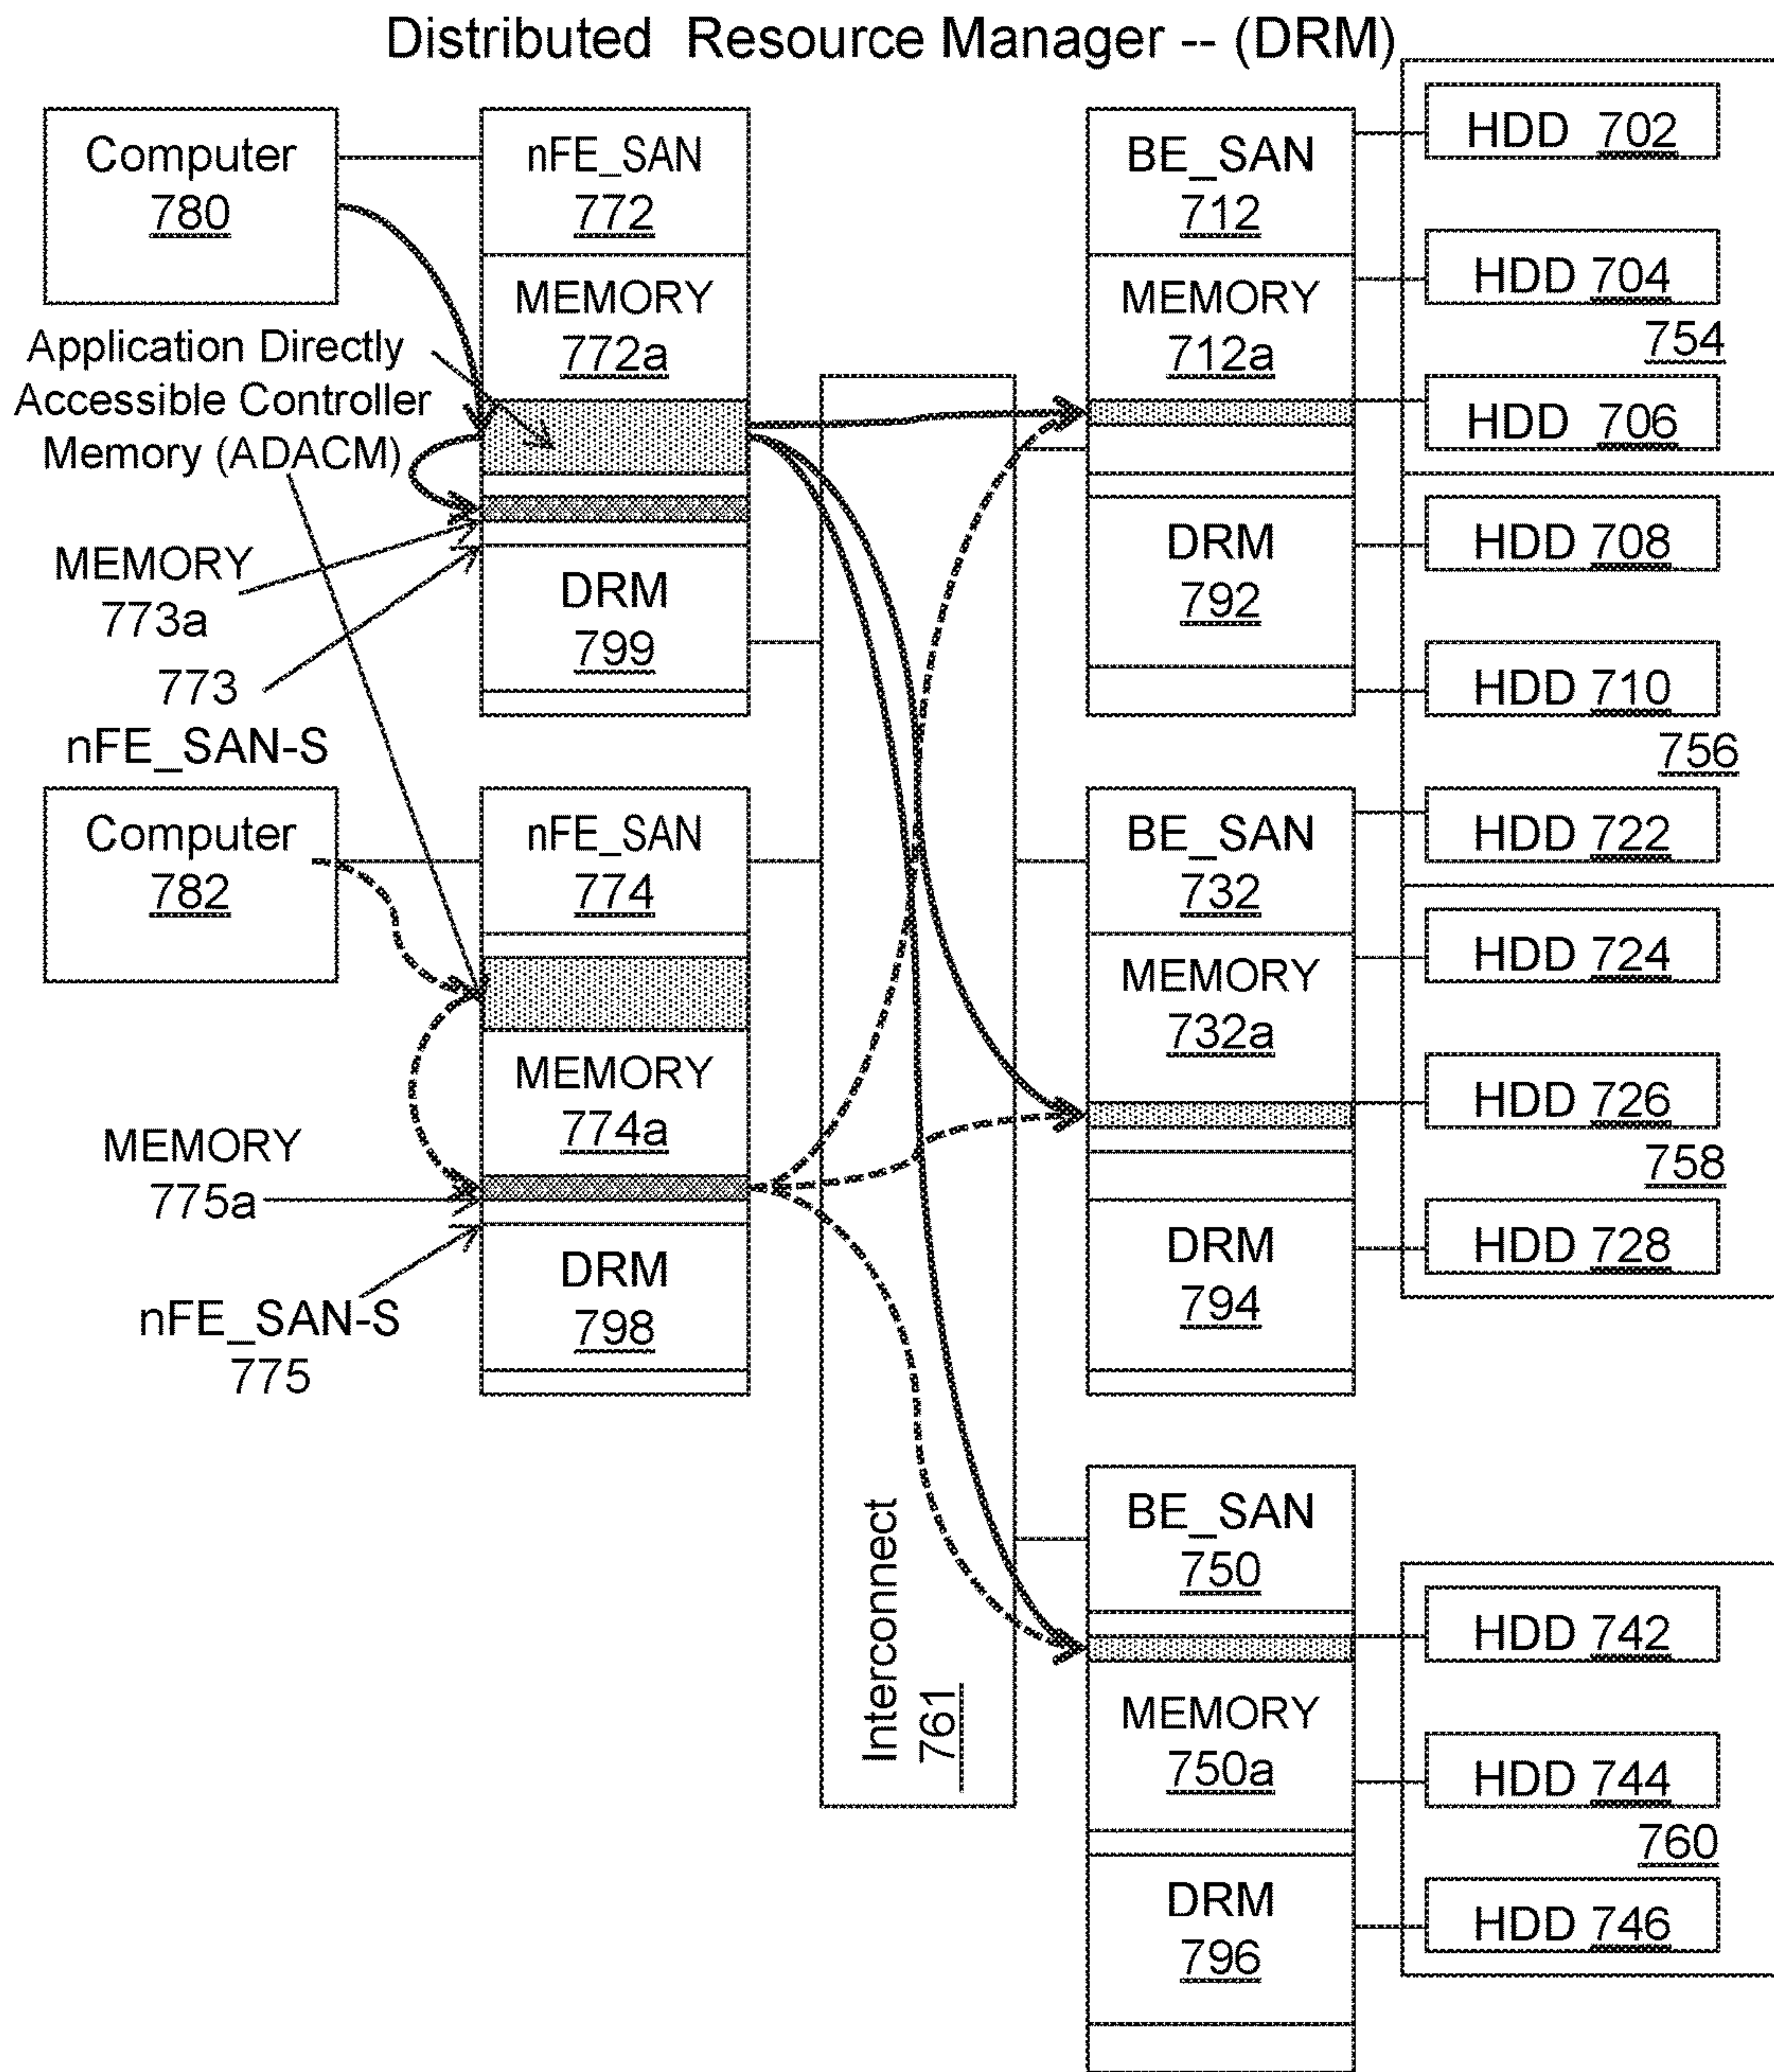 Distributed Resource Manager -- (DRM)
Computer
780
nFE_SAN
772
MEMORY
772a
Application Directly
Accessible Controller
Memory (ADACM)
MEMORY
773a
773
nFE_SAN-S
DRM
799
Computer
782
nFE_SAN
774
MEMORY
774a
MEMORY
775a
nFE_SAN-S
775
DRM
798
Interconnect
761
BE_SAN
712
MEMORY
712a
DRM
792
BE_SAN
732
MEMORY
732a
DRM
794
BE_SAN
750
MEMORY
750a
DRM
796
HDD 702
HDD 704
754
HDD 706
HDD 708
HDD 710
756
HDD 722
HDD 724
HDD 726
758
HDD 728
HDD 742
HDD 744
760
HDD 746